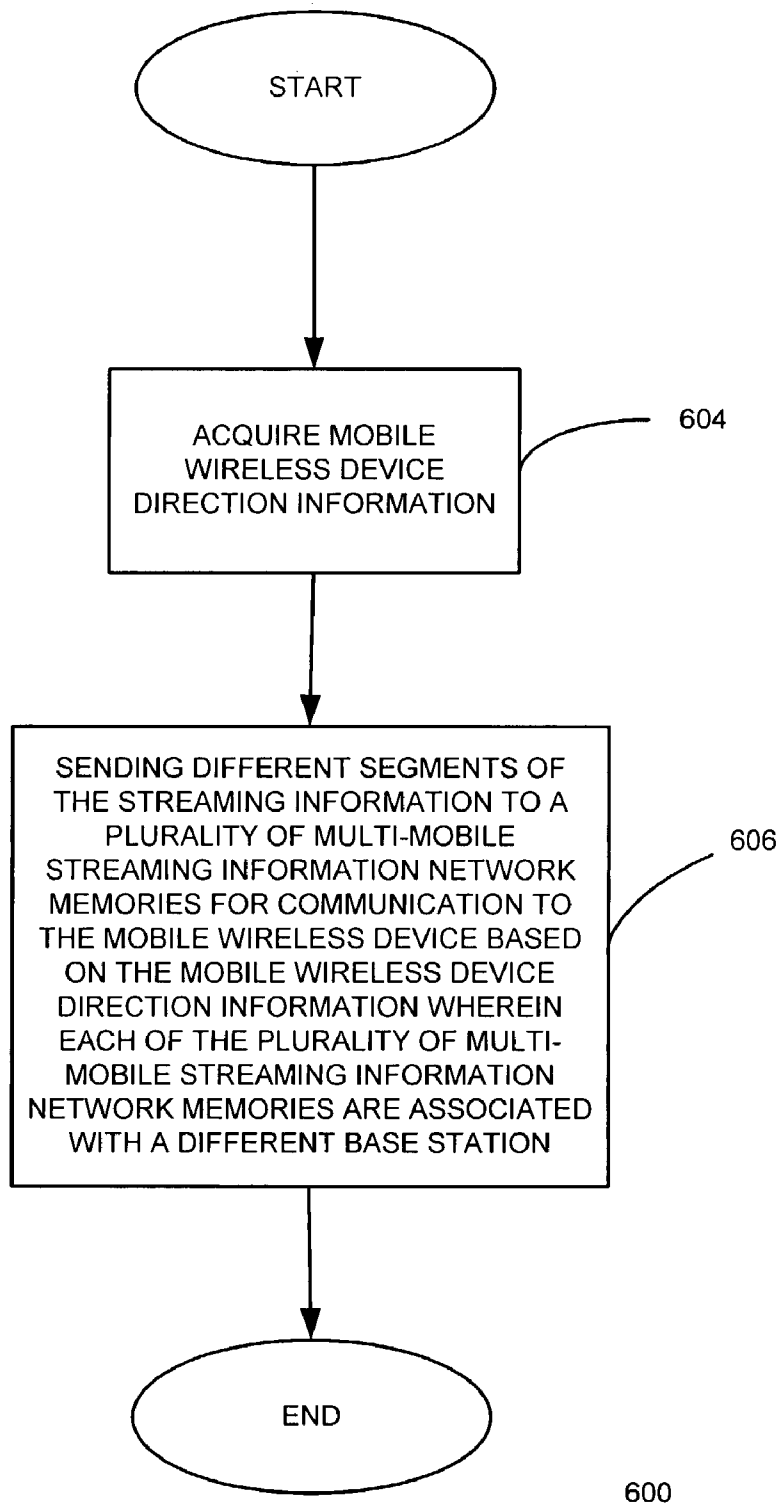 START
ACQUIRE MOBILE
WIRELESS DEVICE
DIRECTION INFORMATION
604
SENDING DIFFERENT SEGMENTS OF
THE STREAMING INFORMATION TO A
PLURALITY OF MULTI-MOBILE
STREAMING INFORMATION NETWORK
MEMORIES FOR COMMUNICATION TO
THE MOBILE WIRELESS DEVICE BASED
ON THE MOBILE WIRELESS DEVICE
DIRECTION INFORMATION WHEREIN
EACH OF THE PLURALITY OF MULTI-
MOBILE STREAMING INFORMATION
NETWORK MEMORIES ARE ASSOCIATED
WITH A DIFFERENT BASE STATION
606
END
600